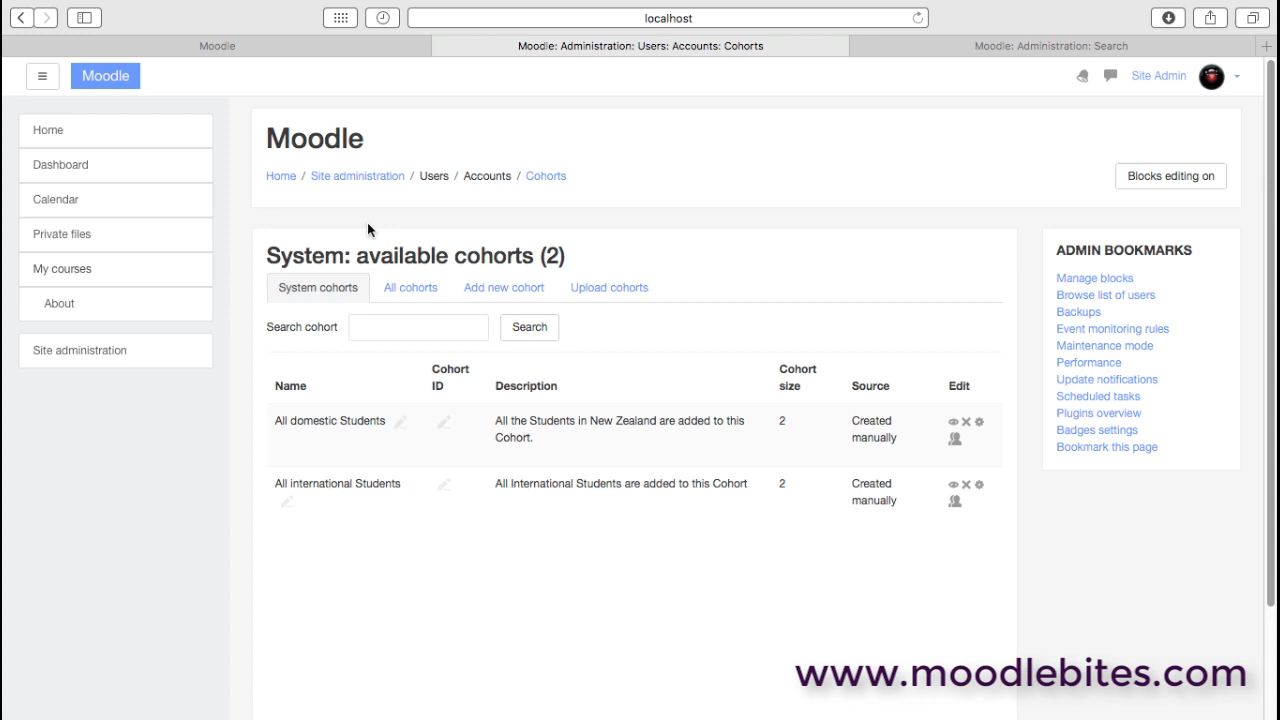 localhost
Moodle
Moodle: Administration: Users: Accounts: Cohorts
Moodle: Administration: Search
Moodle
Site Admin
Home
Dashboard
Calendar
Private files
My courses
About
Site administration
Moodle
Home / Site administration / Users / Accounts / Cohorts
Blocks editing on
System: available cohorts (2)
System cohorts
All cohorts
Add new cohort
Upload cohorts
Search cohort
Search
Name
Cohort
ID
Description
Cohort
size
Source
Edit
All domestic Students
All the Students in New Zealand are added to this
Cohort.
2
Created
manually
All international Students
All International Students are added to this Cohort
2
Created
manually
ADMIN BOOKMARKS
Manage blocks
Browse list of users
Backups
Event monitoring rules
Maintenance mode
Performance
Update notifications
Scheduled tasks
Plugins overview
Badges settings
Bookmark this page
www.moodlebites.com